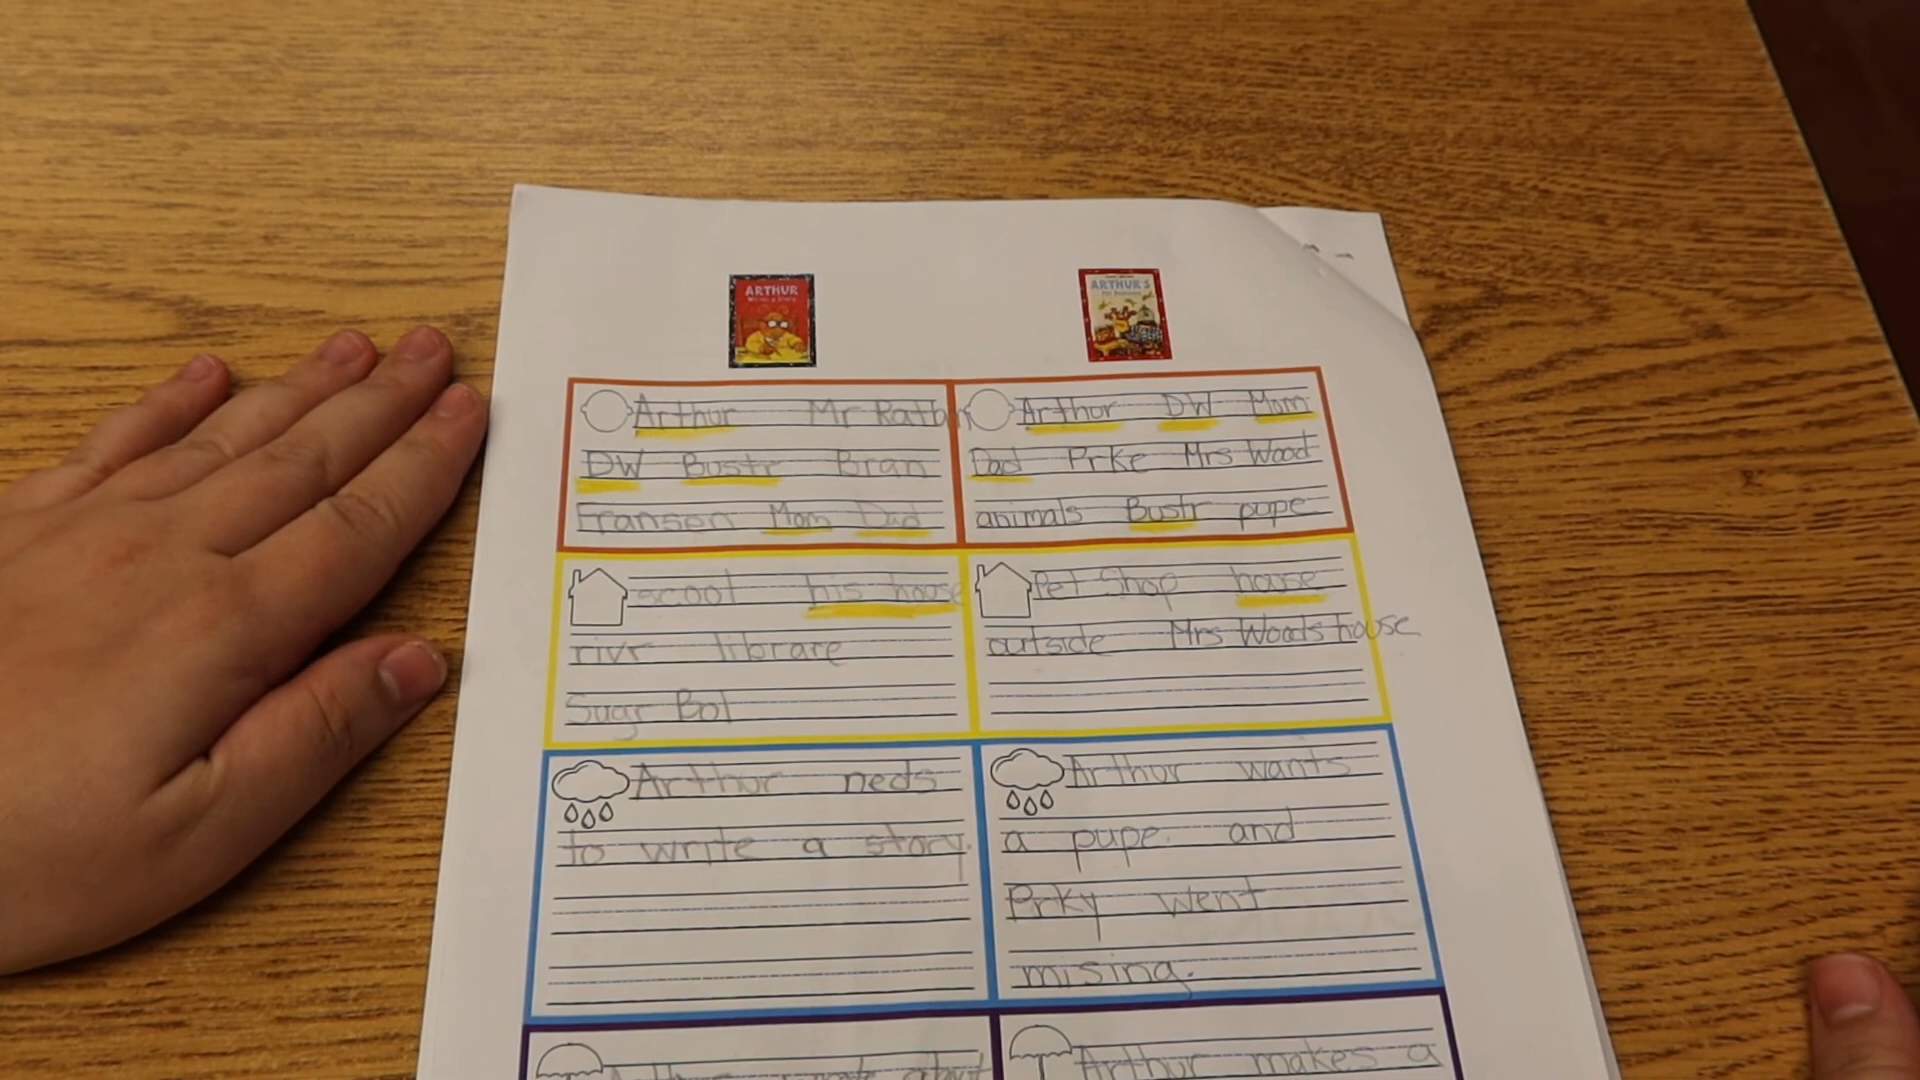 ARTHUR
ARTHUR'S
Arthur Mr Ratbn
DW Bustr Bran
Fransen Mom Dad
Arthur DW Mom
Dad Prke Mrs Wood
animals Bustr pupe
scool his house
rivr librare
Sugr Bol
Pet Shop house
outside Mrs Woods house
Arthur neds
to write a story.
Arthur wants
a pupe. and
Prky went
mising.
Arthur makes a